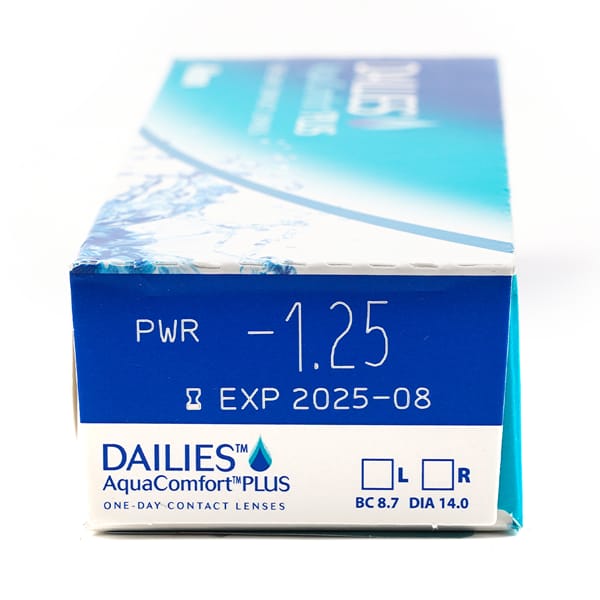 DAILIES
PLUS
PWR -1.25
EXP 2025-08
DAILIES™
AquaComfort™PLUS
ONE-DAY CONTACT LENSES
L R
BC 8.7 DIA 14.0